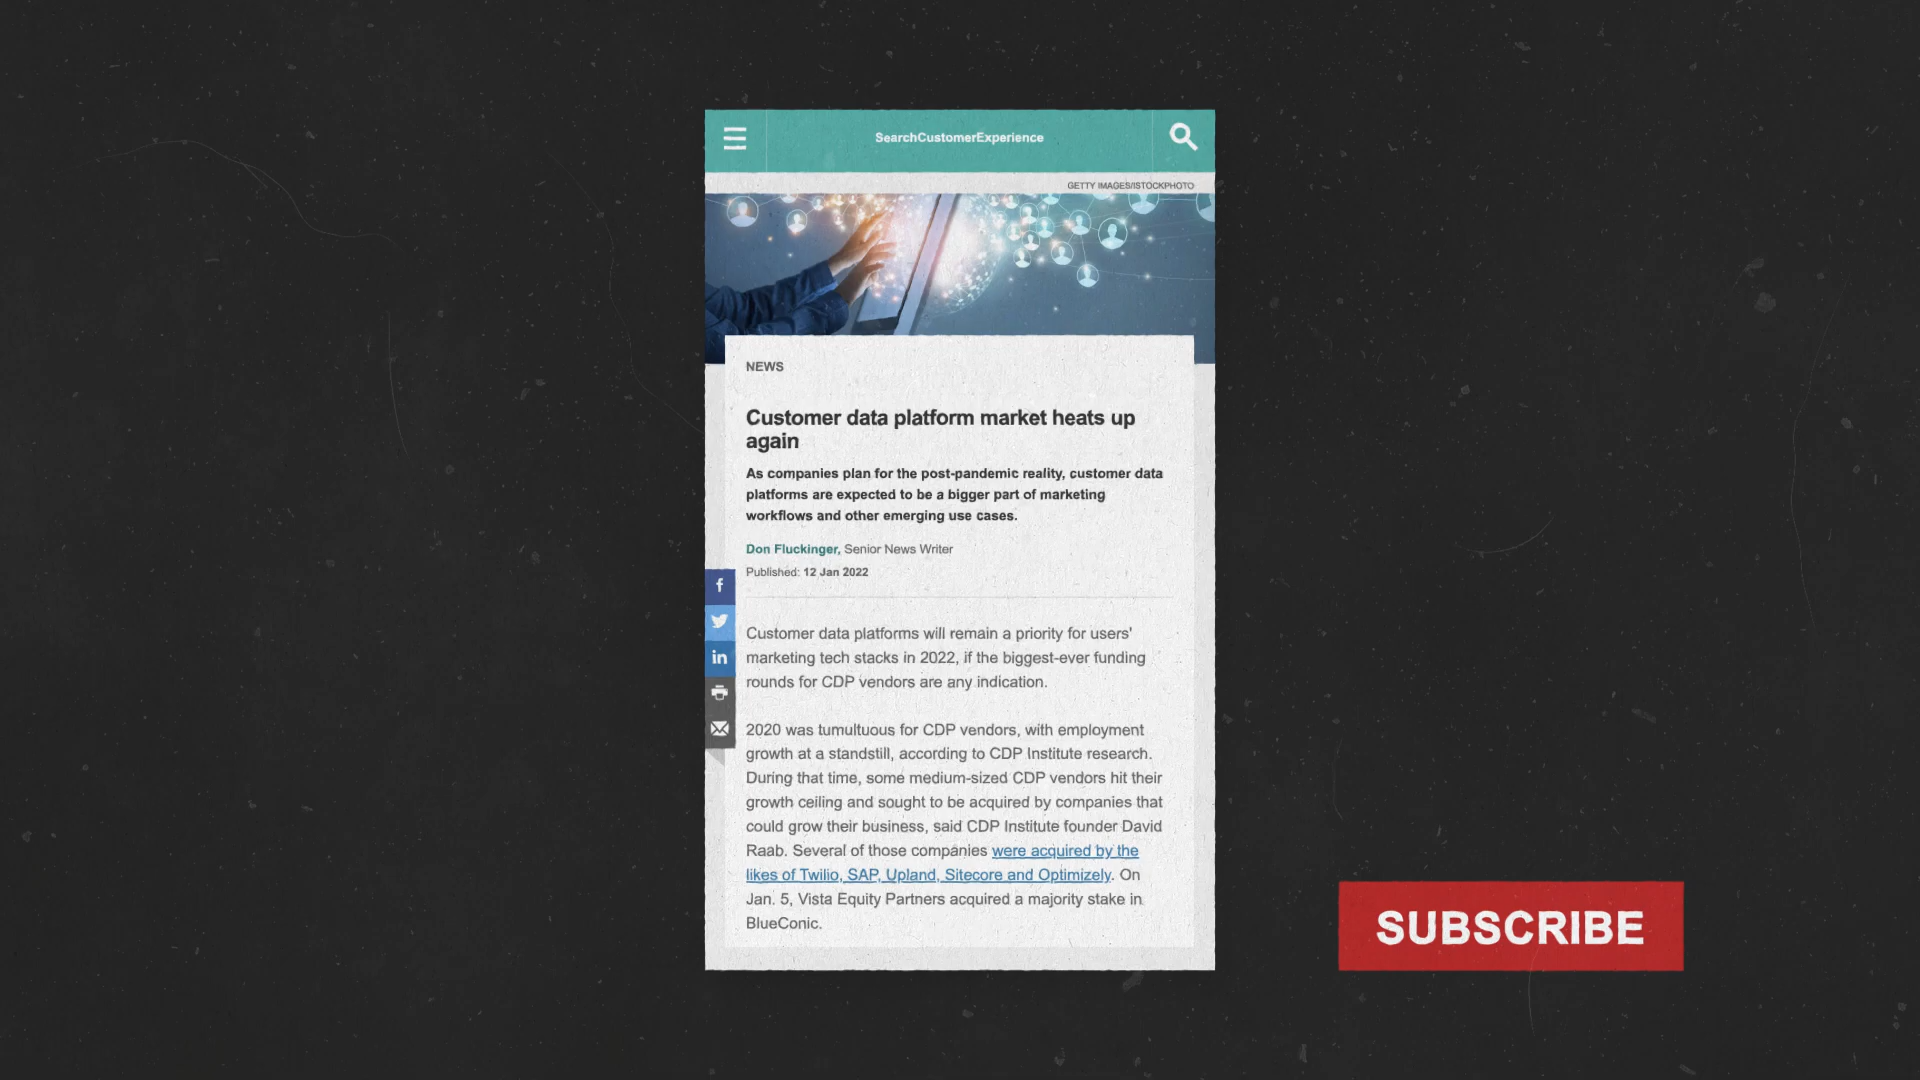 SearchCustomerExperience
GETTY IMAGES/ISTOCKPHOTO
NEWS
Customer data platform market heats up
again
As companies plan for the post-pandemic reality, customer data
platforms are expected to be a bigger part of marketing
workflows and other emerging use cases.
Don Fluckinger, Senior News Writer
Published: 12 Jan 2022
f
in
Customer data platforms will remain a priority for users'
marketing tech stacks in 2022, if the biggest-ever funding
rounds for CDP vendors are any indication.
2020 was tumultuous for CDP vendors, with employment
growth at a standstill, according to CDP Institute research.
During that time, some medium-sized CDP vendors hit their
growth ceiling and sought to be acquired by companies that
could grow their business, said CDP Institute founder David
Raab. Several of those companies were acquired by the
likes of Twilio, SAP, Upland, Sitecore and Optimizely. On
Jan. 5, Vista Equity Partners acquired a majority stake in
BlueConic.
SUBSCRIBE